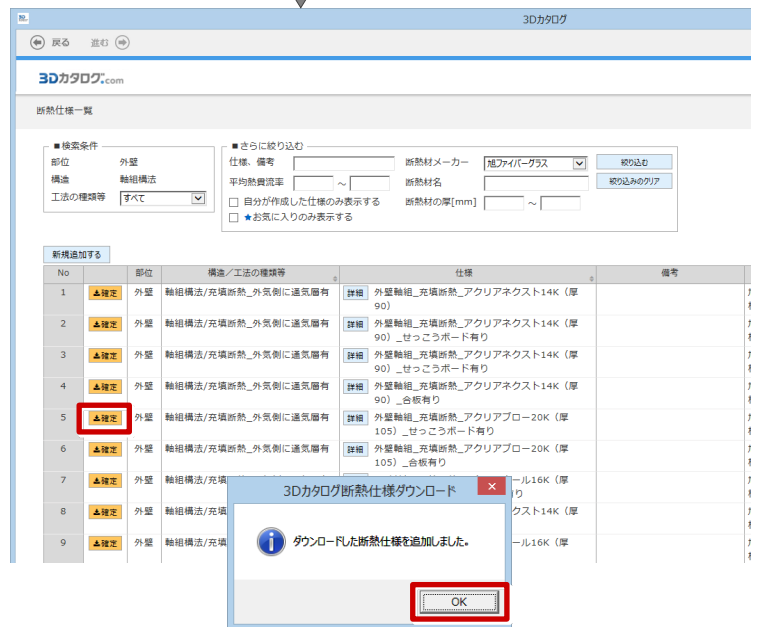 3Dカタログ
戻る 進む
3Dカタログ.com
断熱仕様一覧
■検索条件
部位 外壁
構造 軸組構法
工法の種類等 すべて
■さらに絞り込む
仕様、備考 断熱材メーカー 旭ファイバーグラス 絞り込む
平均熱貫流率 ～ 断熱材名 絞り込みのクリア
自分が作成した仕様のみ表示する 断熱材の厚[mm] ～
★お気に入りのみ表示する
新規追加する
No 部位 構造／工法の種類等 仕様 備考
1 確定 外壁 軸組構法/充填断熱_外気側に通気層有 詳細 外壁軸組_充填断熱_アクリアネクスト14K（厚
90）
2 確定 外壁 軸組構法/充填断熱_外気側に通気層有 詳細 外壁軸組_充填断熱_アクリアネクスト14K（厚
90）_せっこうボード有り
3 確定 外壁 軸組構法/充填断熱_外気側に通気層有 詳細 外壁軸組_充填断熱_アクリアネクスト14K（厚
90）_せっこうボード有り
4 確定 外壁 軸組構法/充填断熱_外気側に通気層有 詳細 外壁軸組_充填断熱_アクリアネクスト14K（厚
90）_合板有り
5 確定 外壁 軸組構法/充填断熱_外気側に通気層有 詳細 外壁軸組_充填断熱_アクリアブロー20K（厚
105）_せっこうボード有り
6 確定 外壁 軸組構法/充填断熱_外気側に通気層有 詳細 外壁軸組_充填断熱_アクリアブロー20K（厚
105）_合板有り
7 確定 外壁 軸組構法/充填 ール16K（厚
り
8 確定 外壁 軸組構法/充填 クスト14K（厚
9 確定 外壁 軸組構法/充填 ール16K（厚
3Dカタログ断熱仕様ダウンロード
ダウンロードした断熱仕様を追加しました。
OK